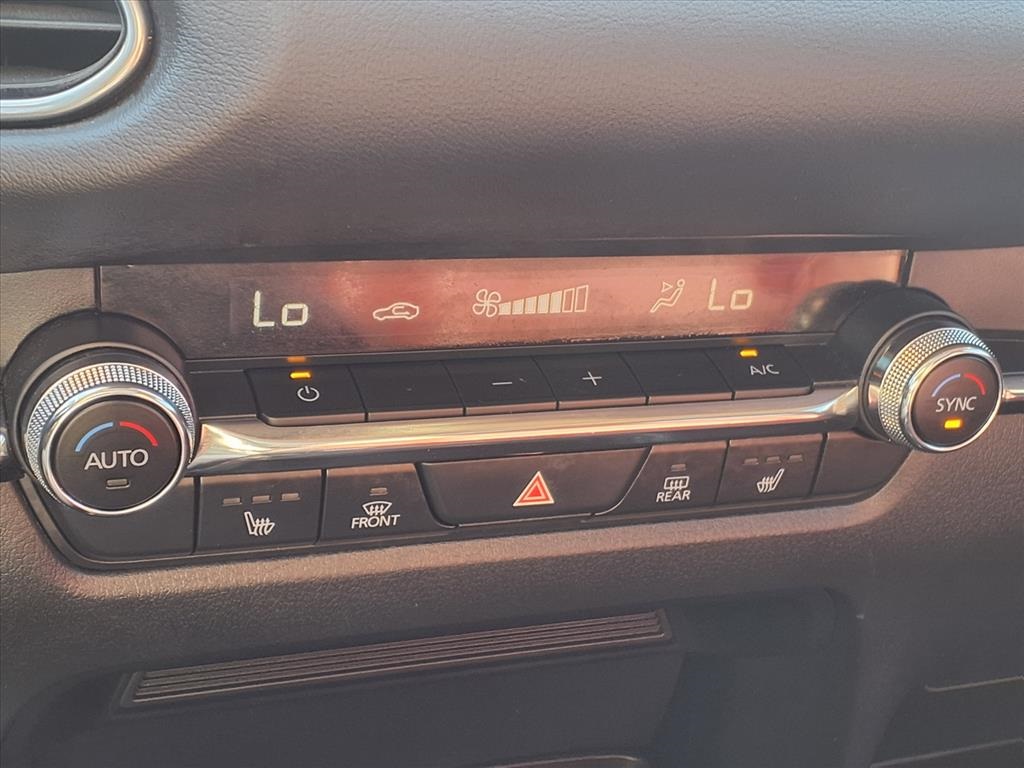 Lo Lo
- + A/C
AUTO SYNC
FRONT REAR